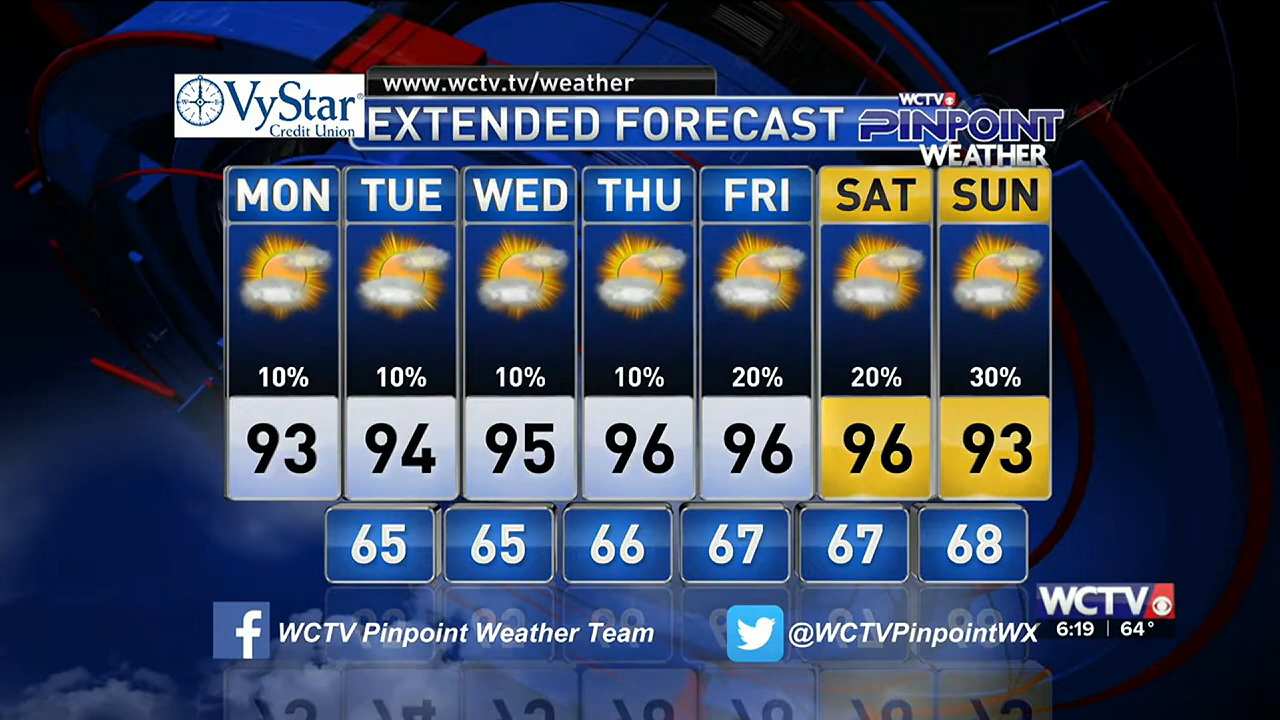 www.wctv.tv/weather
VyStar
Credit Union
EXTENDED FORECAST
WCTV
PINPOINT
WEATHER
MON TUE WED THU FRI SAT SUN
10% 10% 10% 10% 20% 20% 30%
93 94 95 96 96 96 93
65 65 66 67 67 68
WCTV Pinpoint Weather Team
@WCTVPinpointWX
WCTV
6:19 | 64°